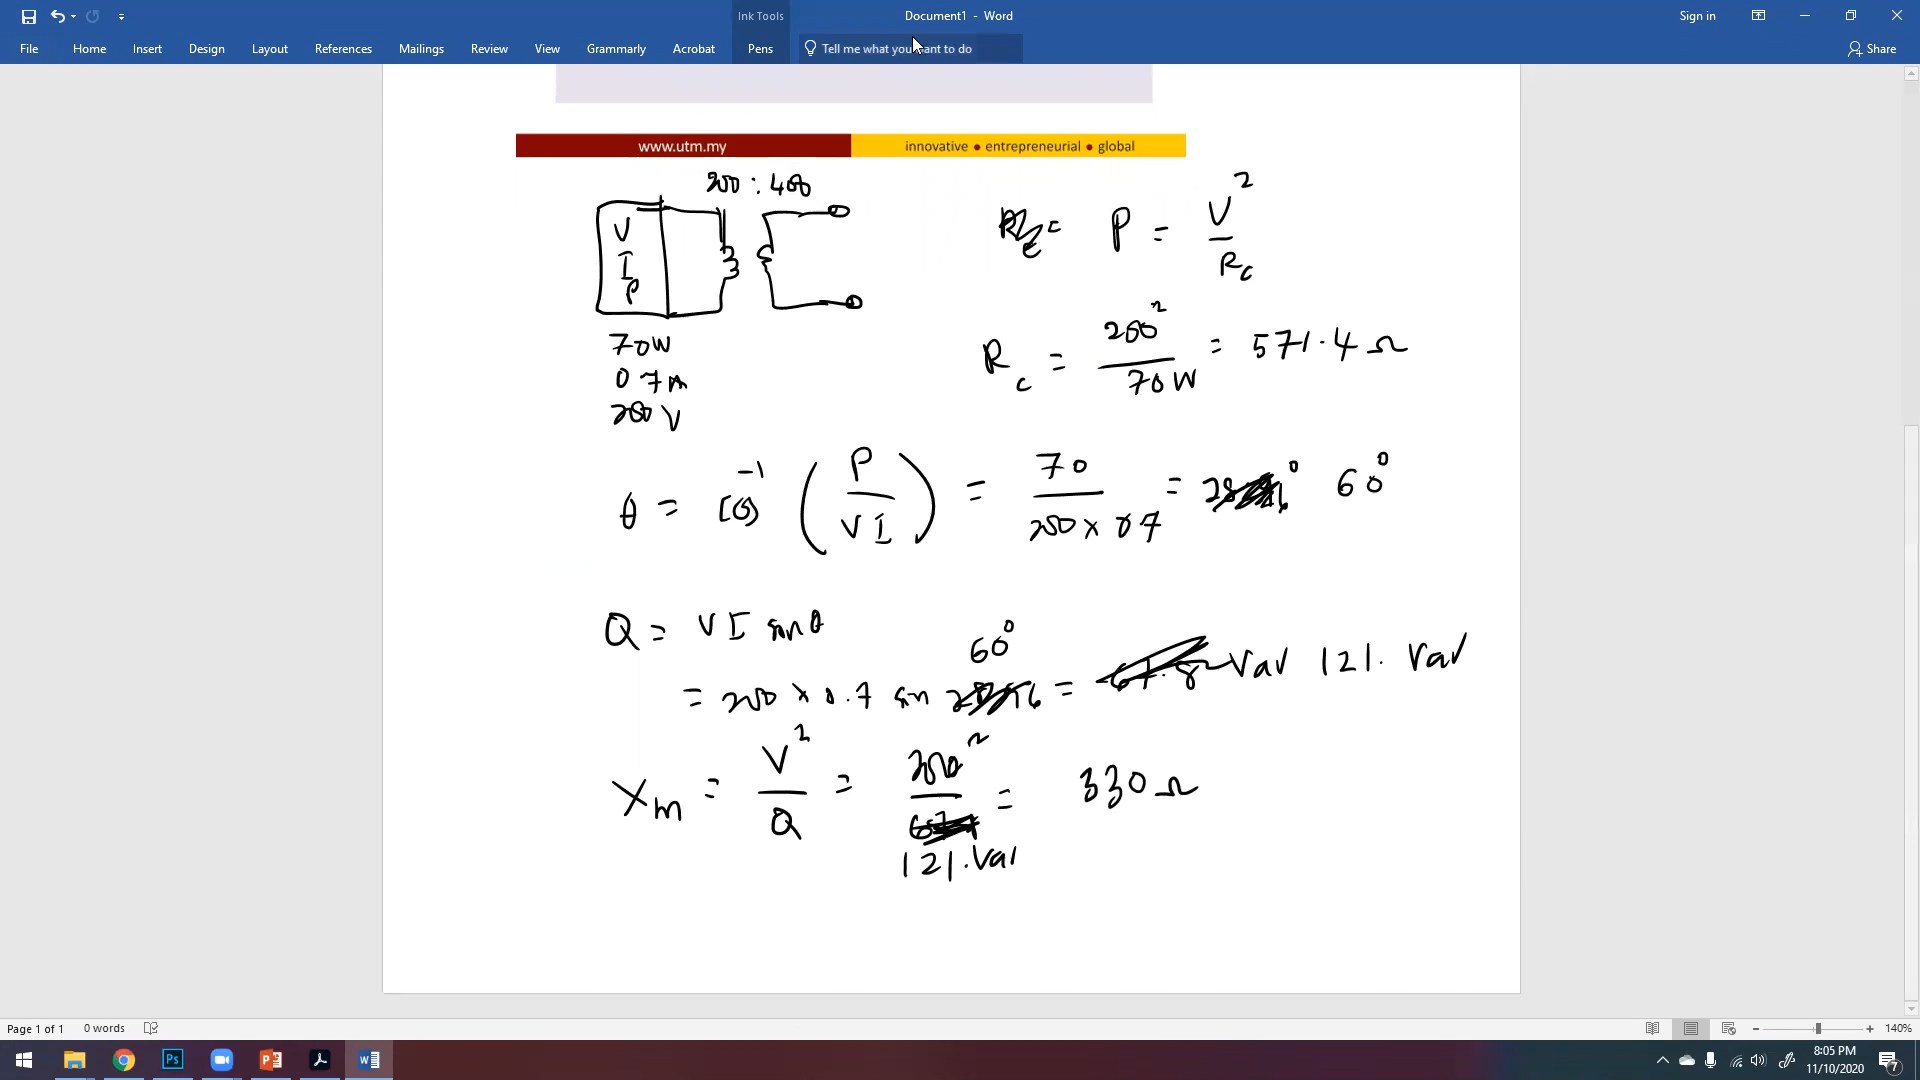 Ink Tools
Document1 - Word
Sign in
File Home Insert Design Layout References Mailings Review View Grammarly Acrobat Pens Tell me what you want to do Share
www.utm.my innovative ● entrepreneurial ● global
200 : 400
V
I
P
70W
0.7A
200 V
P = V²/Rc
Rc = 200²/70W = 571.4 Ω
θ = cos⁻¹ (P/VI) = 70/200 x 0.7 = 60°
Q = VI sin θ
60°
= 200 x 0.7 sin = Var 121. Var
Xm = V²/Q = 200²/121.Var = 330 Ω
Page 1 of 1 0 words 140%
8:05 PM
11/10/2020
7